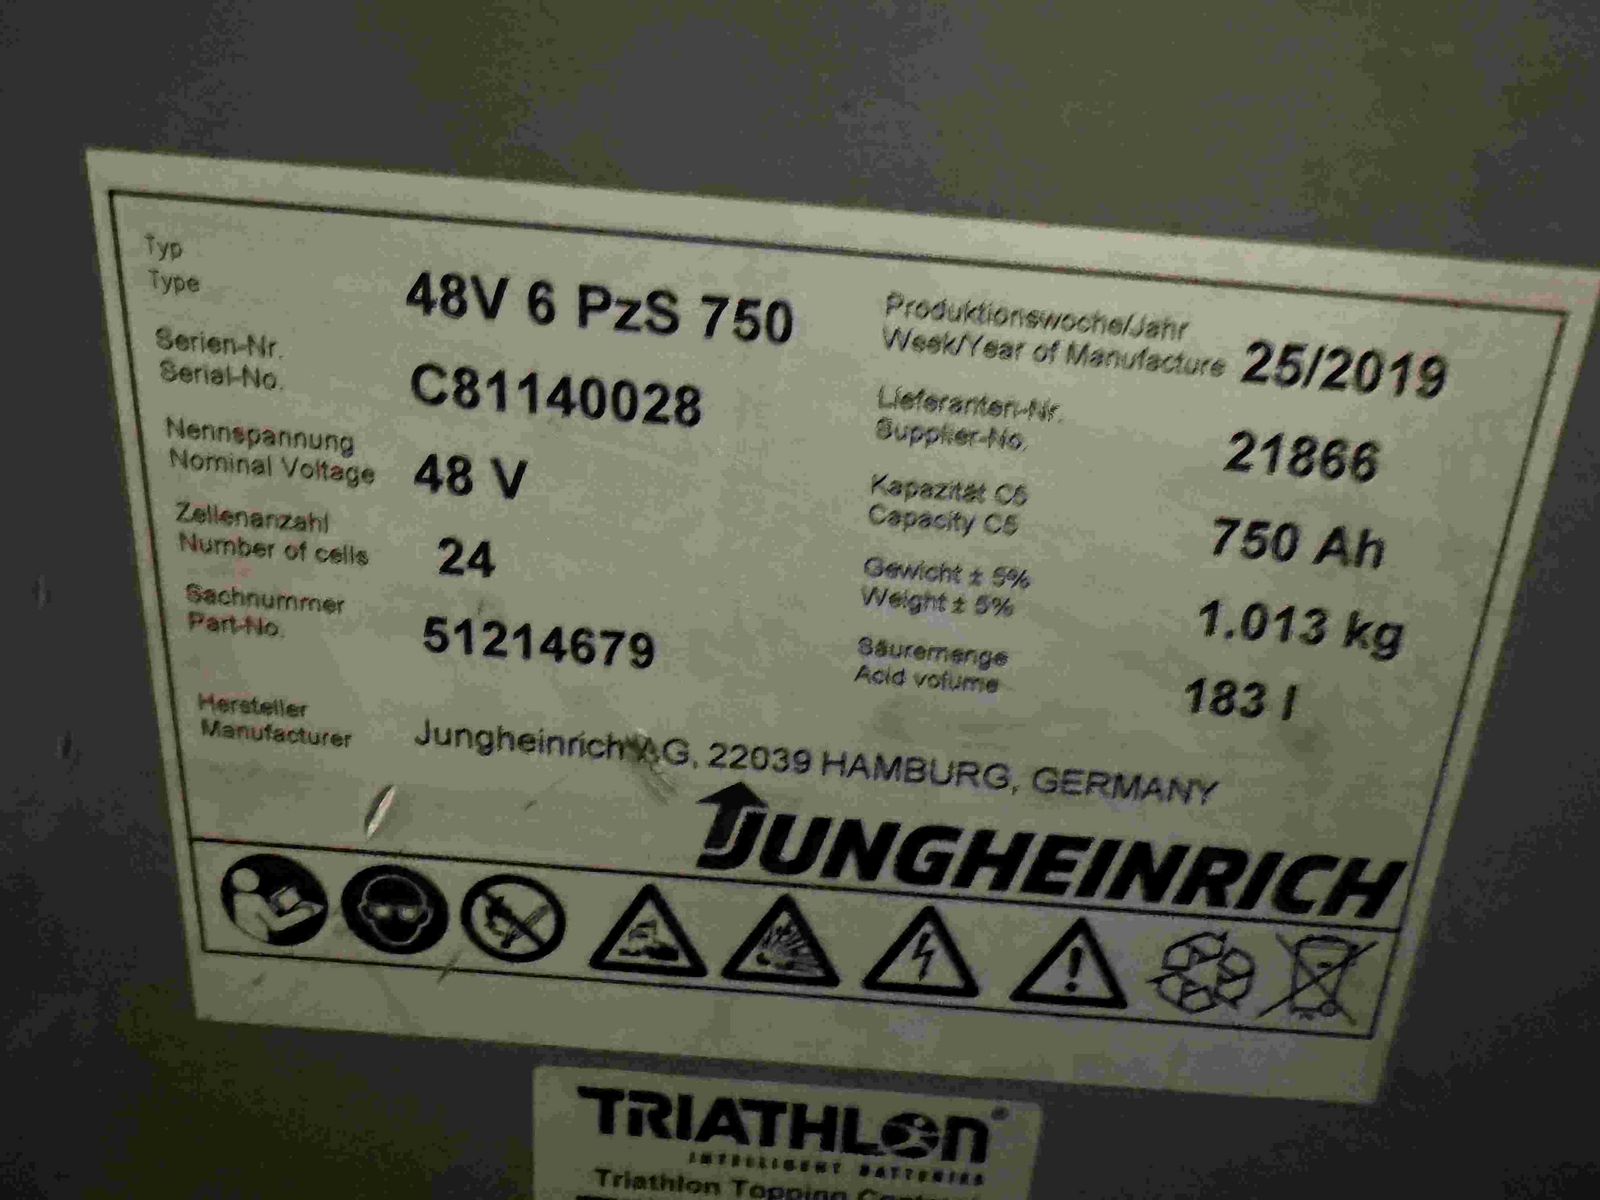 Typ
Type
48V 6 PzS 750
Serien-Nr.
Serial-No.
C81140028
Nennspannung
Nominal Voltage
48 V
Zellenanzahl
Number of cells
24
Sachnummer
Part-No.
51214679
Produktionswoche/Jahr
Week/Year of Manufacture
25/2019
Lieferanten-Nr.
Supplier-No.
21866
Kapazität C5
Capacity C5
750 Ah
Gewicht ± 5%
Weight ± 5%
1.013 kg
Säuremenge
Acid volume
183 l
Hersteller
Manufacturer
Jungheinrich AG, 22039 HAMBURG, GERMANY
JUNGHEINRICH
TRIATHLON®
INTELLIGENT BATTERIES
Triathlon Topping